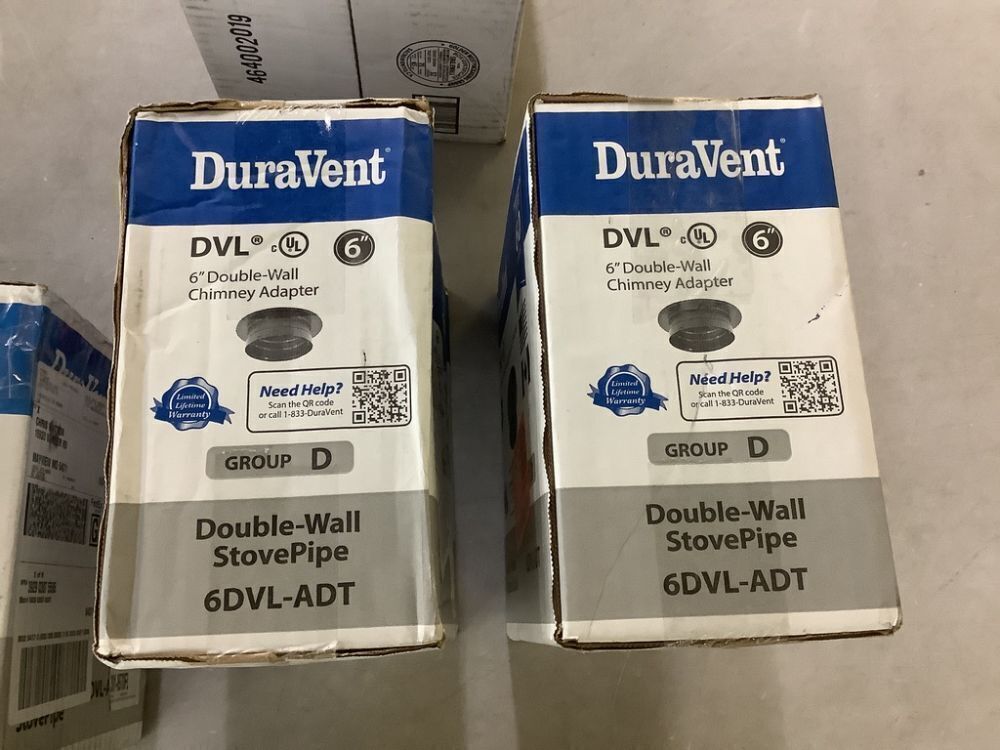 464002019
DuraVent
DVL® c UL 6"
6" Double-Wall
Chimney Adapter
Limited
Lifetime
Warranty
Need Help?
Scan the QR code
or call 1-833-DuraVent
GROUP D
Double-Wall
StovePipe
6DVL-ADT
DuraVent
DVL® c UL 6"
6" Double-Wall
Chimney Adapter
Limited
Lifetime
Warranty
Need Help?
Scan the QR code
or call 1-833-DuraVent
GROUP D
Double-Wall
StovePipe
6DVL-ADT
StovePipe